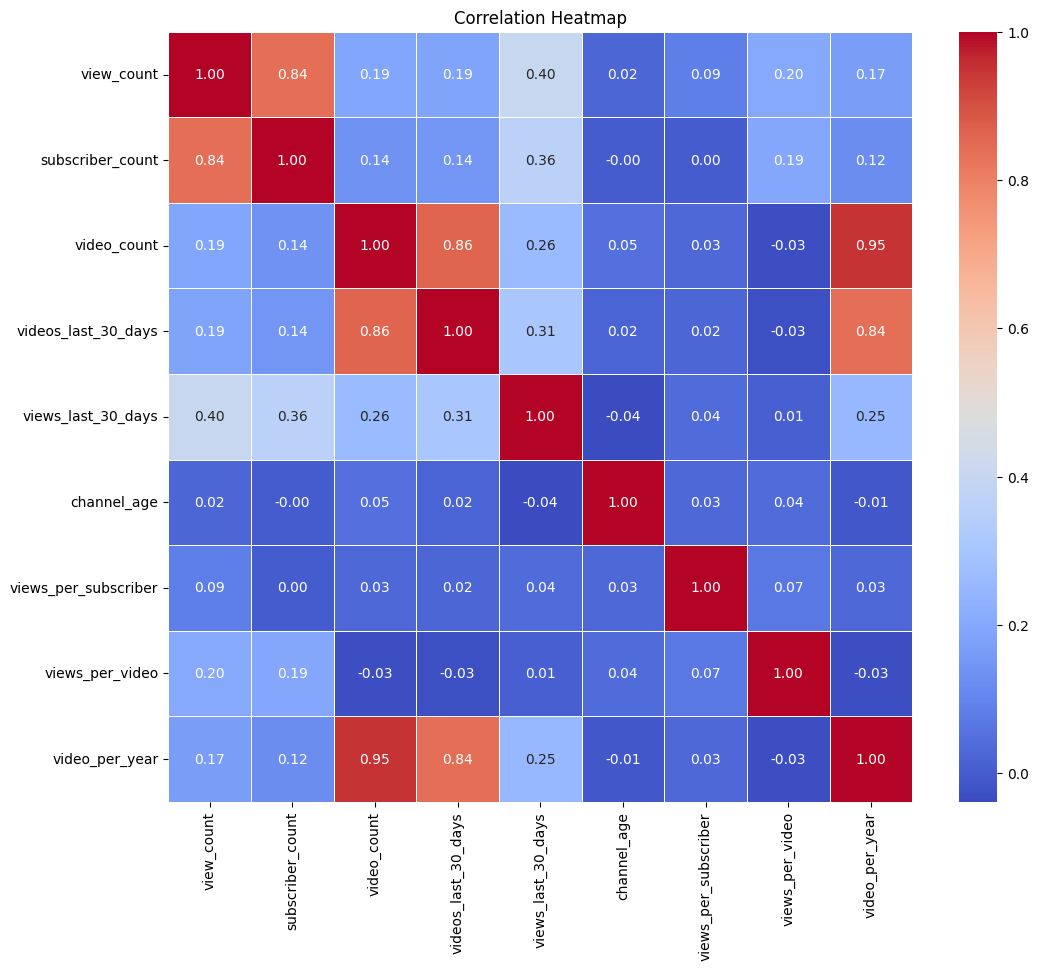 Correlation Heatmap
view_count 1.00 0.84 0.19 0.19 0.40 0.02 0.09 0.20 0.17
subscriber_count 0.84 1.00 0.14 0.14 0.36 -0.00 0.00 0.19 0.12
video_count 0.19 0.14 1.00 0.86 0.26 0.05 0.03 -0.03 0.95
videos_last_30_days 0.19 0.14 0.86 1.00 0.31 0.02 0.02 -0.03 0.84
views_last_30_days 0.40 0.36 0.26 0.31 1.00 -0.04 0.04 0.01 0.25
channel_age 0.02 -0.00 0.05 0.02 -0.04 1.00 0.03 0.04 -0.01
views_per_subscriber 0.09 0.00 0.03 0.02 0.04 0.03 1.00 0.07 0.03
views_per_video 0.20 0.19 -0.03 -0.03 0.01 0.04 0.07 1.00 -0.03
video_per_year 0.17 0.12 0.95 0.84 0.25 -0.01 0.03 -0.03 1.00
view_count
subscriber_count
video_count
videos_last_30_days
views_last_30_days
channel_age
views_per_subscriber
views_per_video
video_per_year
1.0
0.8
0.6
0.4
0.2
0.0